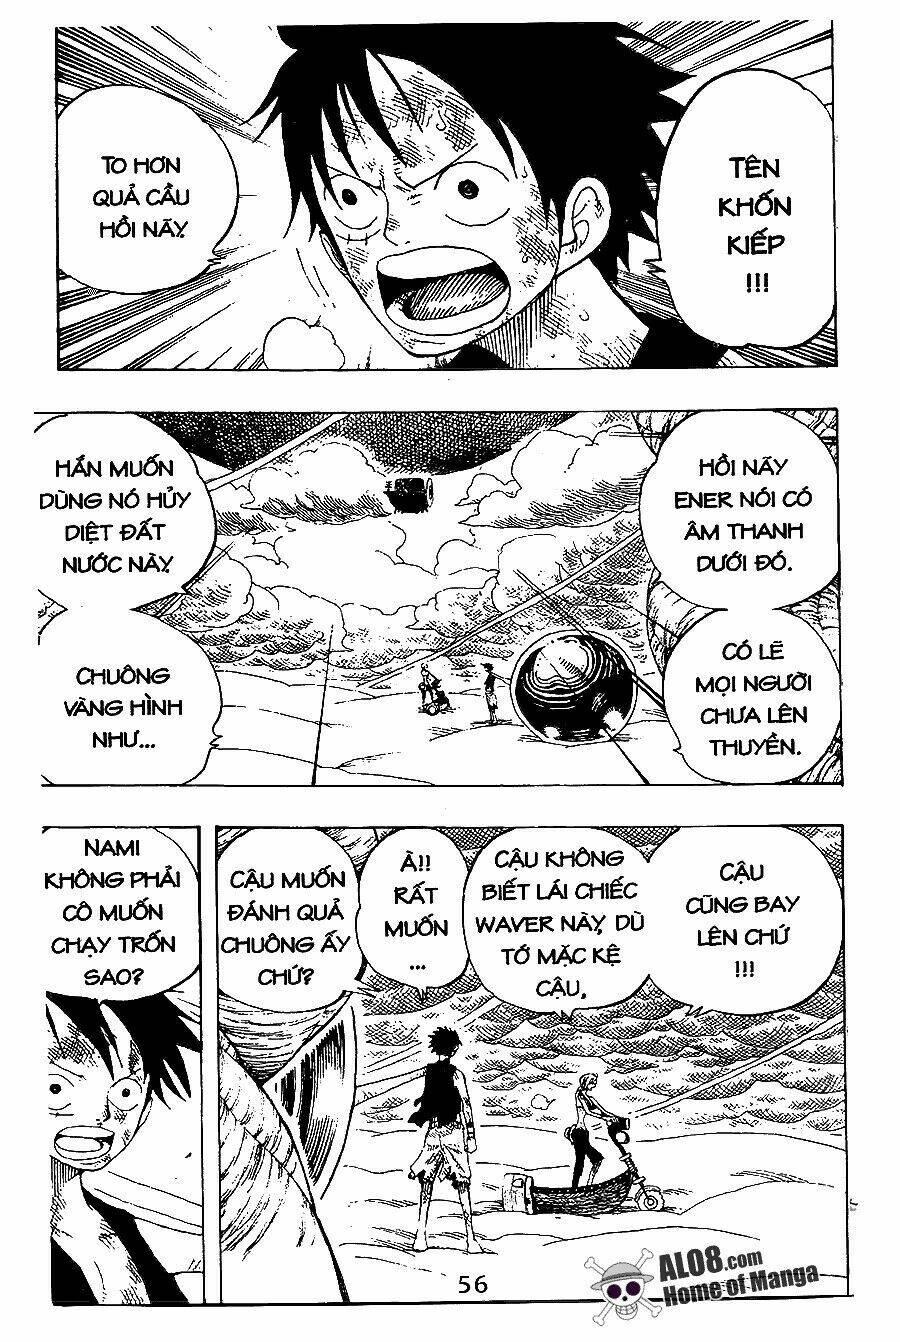 TÊN
KHỐN
KIẾP
!!!
TO HƠN
QUẢ CẦU
HỒI NÃY.
HỒI NÃY
ENER NÓI CÓ
ÂM THANH
DƯỚI ĐÓ.
CÓ LẼ
MỌI NGƯỜI
CHƯA LÊN
THUYỀN.
HẮN MUỐN
DÙNG NÓ HỦY
DIỆT ĐẤT
NƯỚC NÀY.
CHUÔNG
VÀNG HÌNH
NHƯ...
CẬU
CŨNG BAY
LÊN CHỨ
!!!
CẬU KHÔNG
BIẾT LÁI CHIẾC
WAVER NÀY, DÙ
TỚ MẶC KỆ
CẬU,
À!!
RẤT
MUỐN
...
CẬU MUỐN
ĐÁNH QUẢ
CHUÔNG ẤY
CHỨ?
NAMI
KHÔNG PHẢI
CÔ MUỐN
CHẠY TRỐN
SAO?
56
ALO8.com
Home of Manga